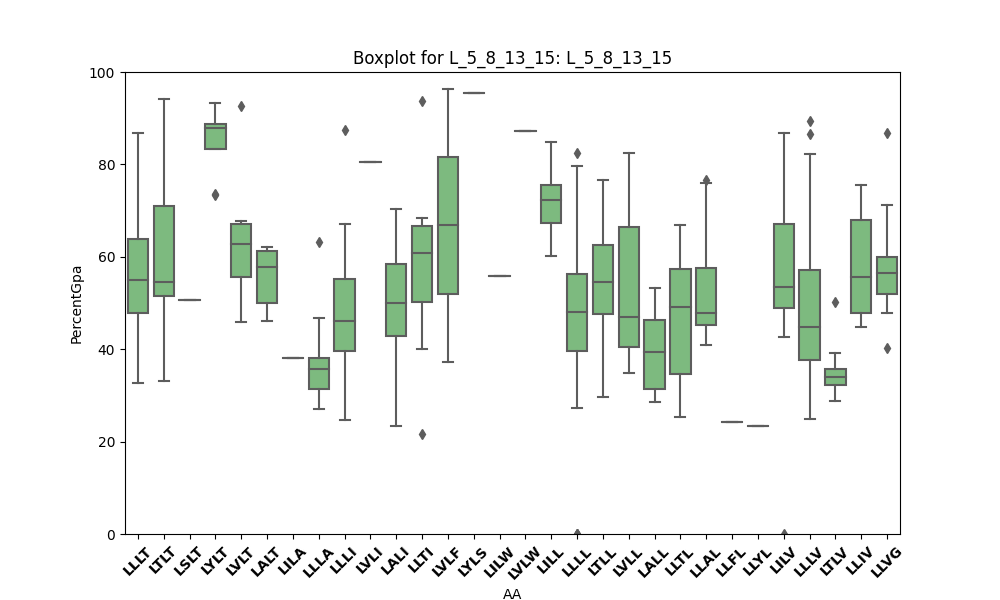 Boxplot for L_5_8_13_15: L_5_8_13_15
100
80
60
40
20
0
PercentGpa
LLLT LTLT LSLT LYLT LVLT LALT LILA LLLA LLLI LVLI LALI LLTI LVLF LYLS LILW LVLW LILL LLLL LTLL LVLL LALL LLTL LLAL LLFL LLYL LILV LLLV LTLV LLIV LLVG
AA